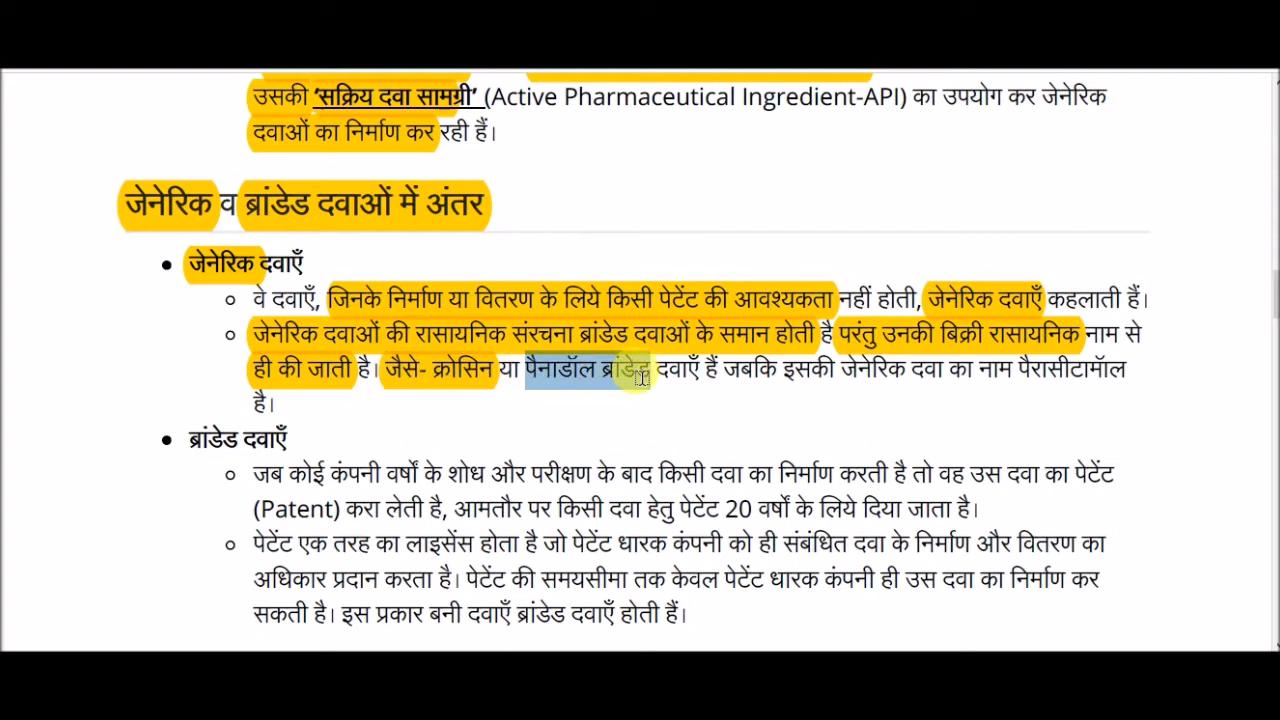 उसकी ‘सक्रिय दवा सामग्री’ (Active Pharmaceutical Ingredient-API) का उपयोग कर जेनेरिक
दवाओं का निर्माण कर रही हैं।
जेनेरिक व ब्रांडेड दवाओं में अंतर
जेनेरिक दवाएँ
वे दवाएँ, जिनके निर्माण या वितरण के लिये किसी पेटेंट की आवश्यकता नहीं होती, जेनेरिक दवाएँ कहलाती हैं।
जेनेरिक दवाओं की रासायनिक संरचना ब्रांडेड दवाओं के समान होती है परंतु उनकी बिक्री रासायनिक नाम से
ही की जाती है। जैसे- क्रोसिन या पैनाडॉल ब्रांडेड दवाएँ हैं जबकि इसकी जेनेरिक दवा का नाम पैरासीटामॉल
है।
ब्रांडेड दवाएँ
जब कोई कंपनी वर्षों के शोध और परीक्षण के बाद किसी दवा का निर्माण करती है तो वह उस दवा का पेटेंट
(Patent) करा लेती है, आमतौर पर किसी दवा हेतु पेटेंट 20 वर्षों के लिये दिया जाता है।
पेटेंट एक तरह का लाइसेंस होता है जो पेटेंट धारक कंपनी को ही संबंधित दवा के निर्माण और वितरण का
अधिकार प्रदान करता है। पेटेंट की समयसीमा तक केवल पेटेंट धारक कंपनी ही उस दवा का निर्माण कर
सकती है। इस प्रकार बनी दवाएँ ब्रांडेड दवाएँ होती हैं।